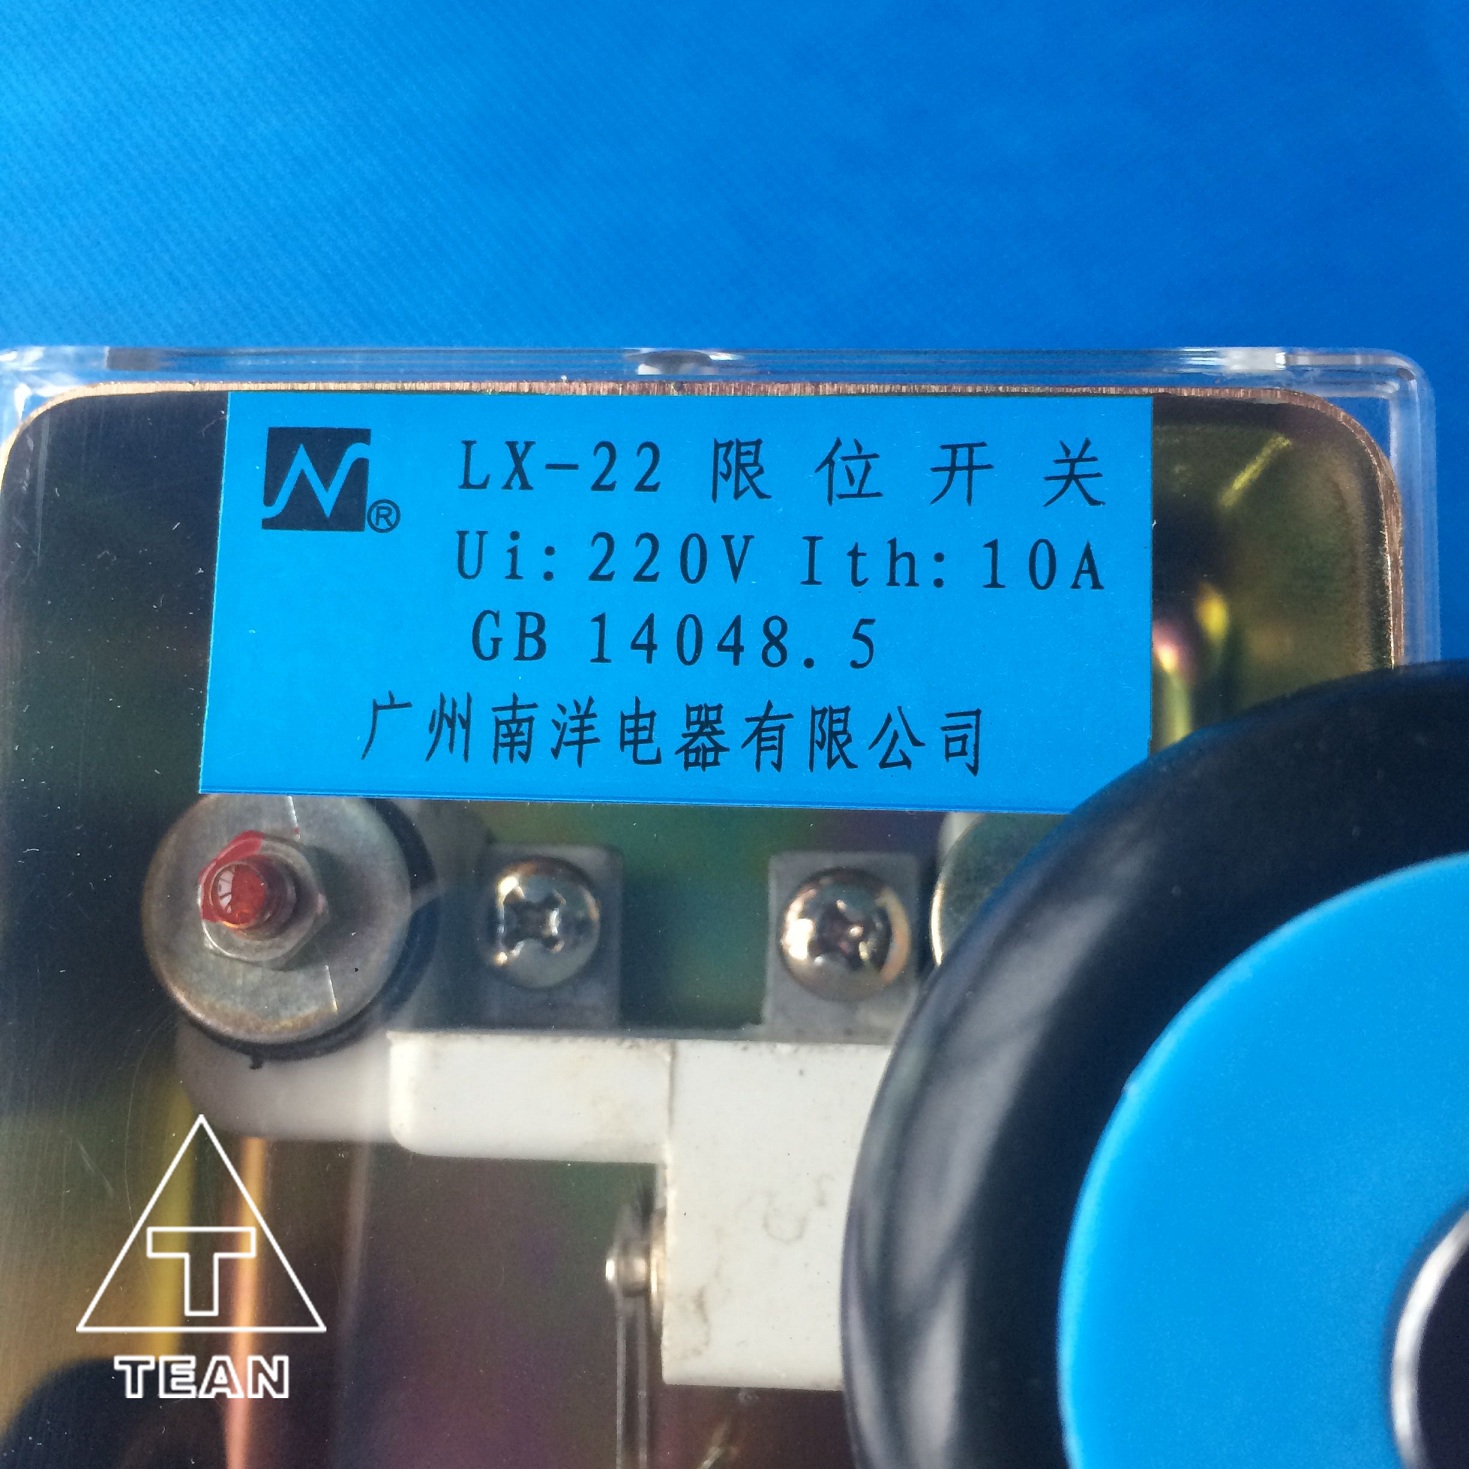 LX-22 限位开关
®
Ui: 220V Ith: 10A
GB 14048.5
广州南洋电器有限公司
T
TEAN